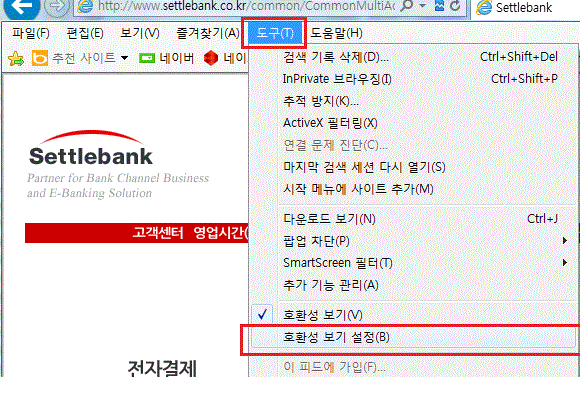 http://www.settlebank.co.kr/common/CommonMultiAc
Settlebank
파일(F) 편집(E) 보기(V) 즐겨찾기(A) 도구(T) 도움말(H)
추천 사이트 네이버 네이
검색 기록 삭제(D)... Ctrl+Shift+Del
InPrivate 브라우징(I) Ctrl+Shift+P
추적 방지(K)...
ActiveX 필터링(X)
연결 문제 진단(C)...
마지막 검색 세션 다시 열기(S)
시작 메뉴에 사이트 추가(M)
다운로드 보기(N) Ctrl+J
팝업 차단(P)
SmartScreen 필터(T)
추가 기능 관리(A)
호환성 보기(V)
호환성 보기 설정(B)
이 피드에 가입(F)...
Settlebank
Partner for Bank Channel Business
and E-Banking Solution
고객센터 영업시간(
전자결제